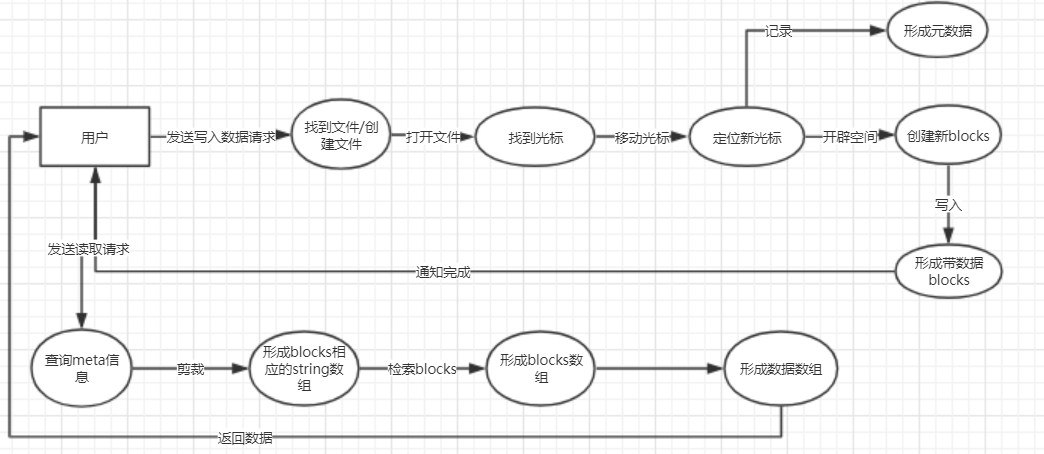 记录
形成元数据
用户
发送写入数据请求
找到文件/创
建文件
打开文件
找到光标
移动光标
定位新光标
开辟空间
创建新blocks
写入
发送读取请求
通知完成
形成带数据
blocks
查询meta信
息
剪裁
形成blocks相
应的string数
组
检索blocks
形成blocks数
组
形成数据数组
返回数据